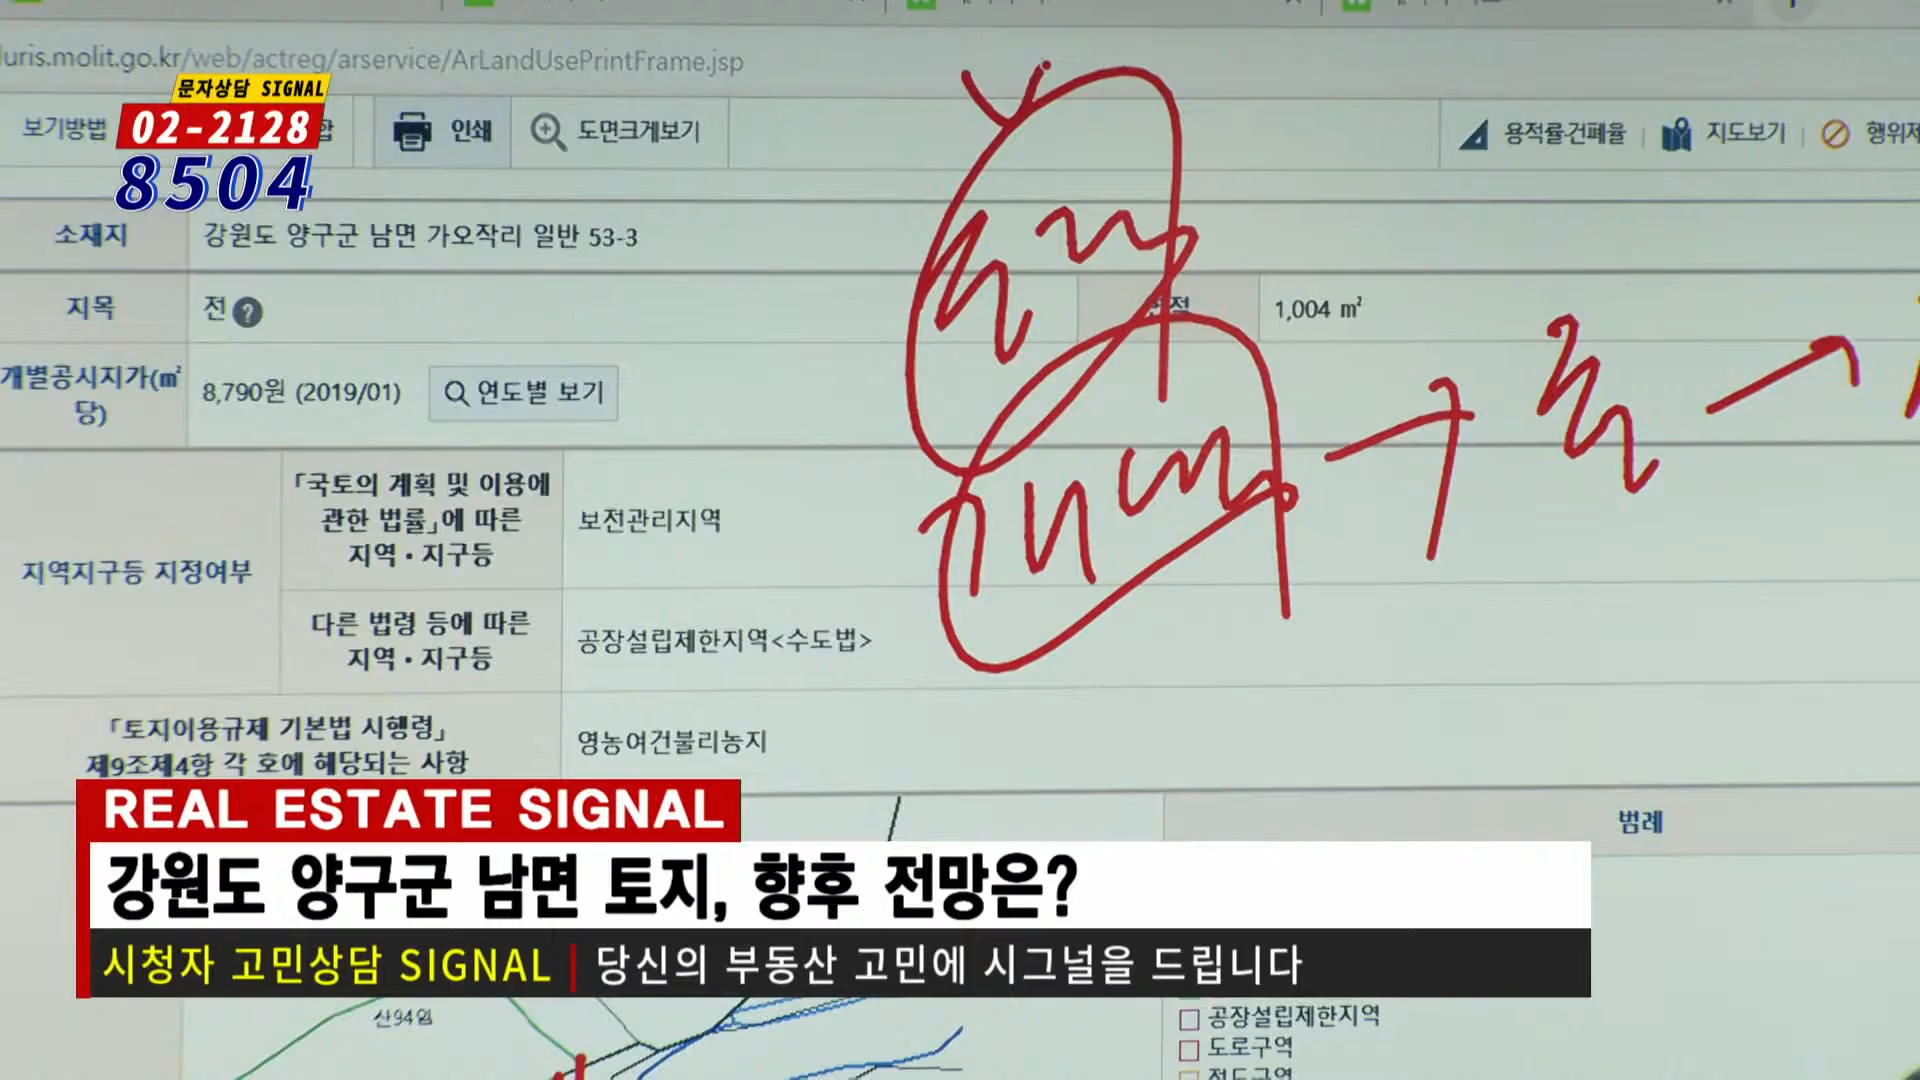 luris.molit.go.kr/web/actreg/arservice/ArLandUsePrintFrame.jsp
문자상담 SIGNAL
02-2128
8504
보기방법
인쇄
도면크게보기
용적률·건폐율
지도보기
행위제
소재지
강원도 양구군 남면 가오작리 일반 53-3
지목
전
?
1,004 ㎡
개별공시지가(㎡
당)
8,790원 (2019/01)
연도별 보기
지역지구등 지정여부
「국토의 계획 및 이용에
관한 법률」에 따른
지역·지구등
보전관리지역
다른 법령 등에 따른
지역·지구등
공장설립제한지역<수도법>
「토지이용규제 기본법 시행령」
제9조제4항 각 호에 해당되는 사항
영농여건불리농지
범례
REAL ESTATE SIGNAL
강원도 양구군 남면 토지, 향후 전망은?
시청자 고민상담 SIGNAL | 당신의 부동산 고민에 시그널을 드립니다
산94임
공장설립제한지역
도로구역